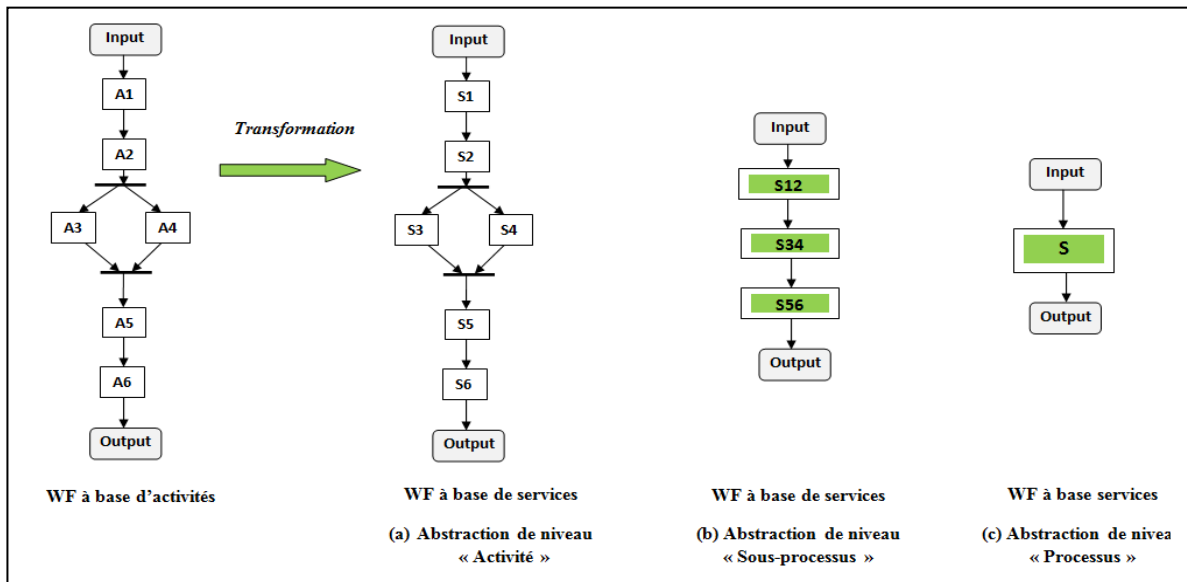 Input
A1
A2
A3
A4
A5
A6
Output
WF à base d'activités
Transformation
Input
S1
S2
S3
S4
S5
S6
Output
WF à base de services
(a) Abstraction de niveau
« Activité »
Input
S12
S34
S56
Output
WF à base de services
(b) Abstraction de niveau
« Sous-processus »
Input
S
Output
WF à base services
(c) Abstraction de nivea
« Processus »